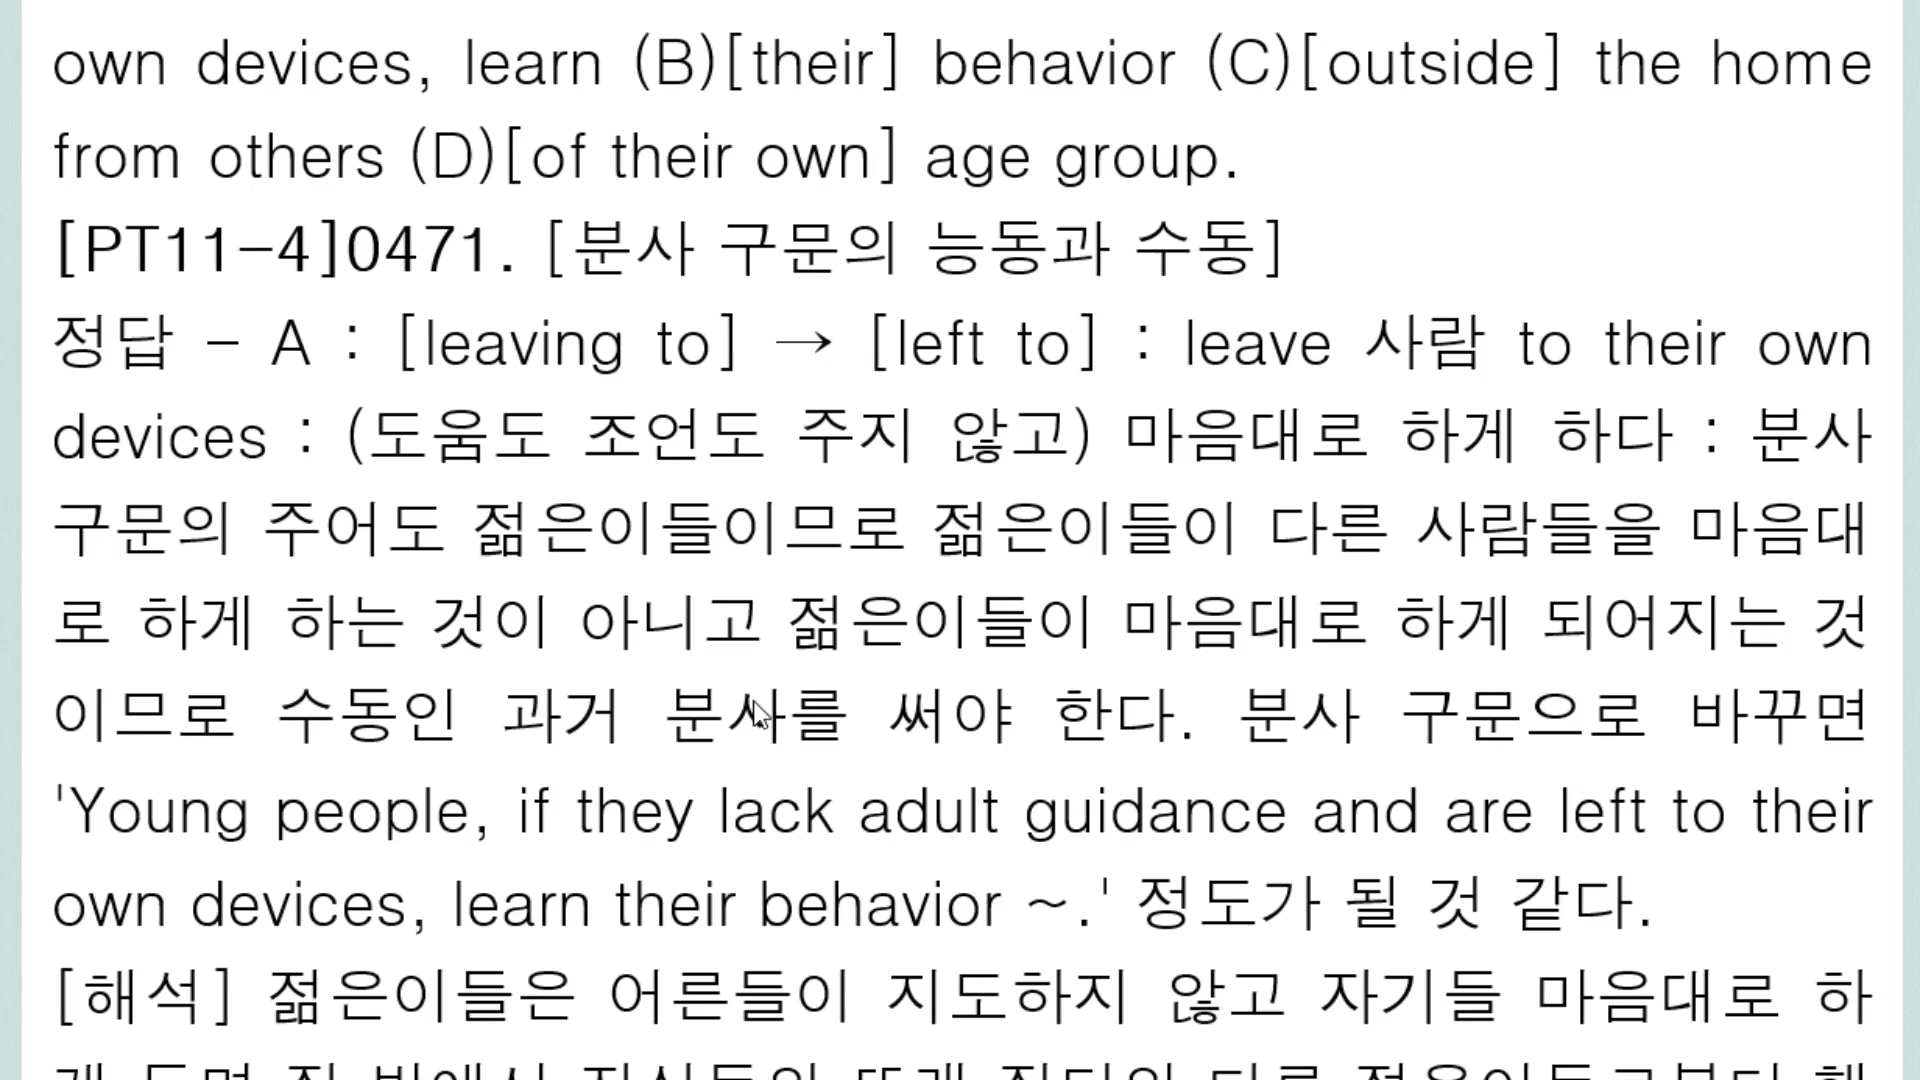 own devices, learn (B)[their] behavior (C)[outside] the home
from others (D)[of their own] age group.
[PT11-4]0471. [분사 구문의 능동과 수동]
정답 - A : [leaving to] → [left to] : leave 사람 to their own
devices : (도움도 조언도 주지 않고) 마음대로 하게 하다 : 분사
구문의 주어도 젊은이들이므로 젊은이들이 다른 사람들을 마음대
로 하게 하는 것이 아니고 젊은이들이 마음대로 하게 되어지는 것
이므로 수동인 과거 분사를 써야 한다. 분사 구문으로 바꾸면
'Young people, if they lack adult guidance and are left to their
own devices, learn their behavior ~.' 정도가 될 것 같다.
[해석] 젊은이들은 어른들이 지도하지 않고 자기들 마음대로 하